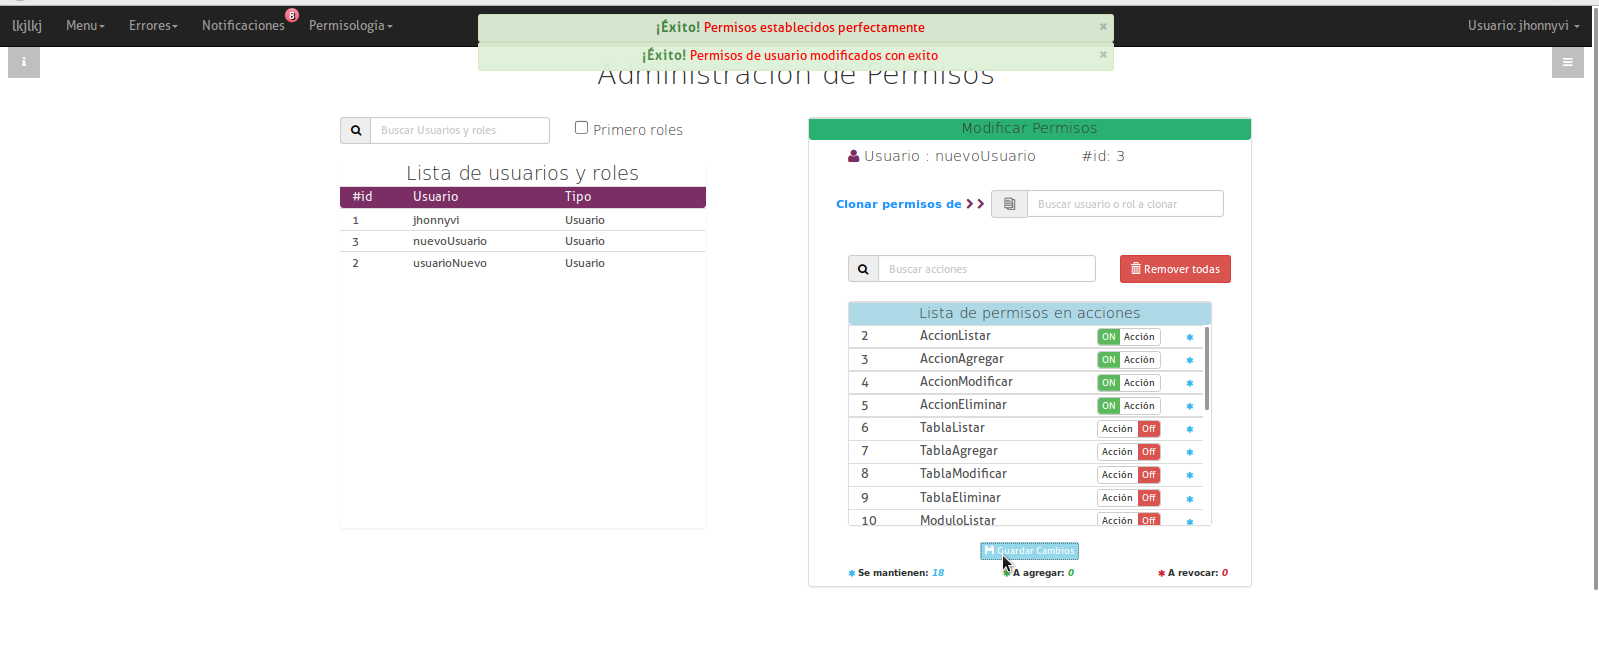 lkjlkj Menu Errores Notificaciones 8 Permisología Usuario: jhonnyvi
¡Éxito! Permisos establecidos perfectamente ×
¡Éxito! Permisos de usuario modificados con exito ×
Administración de Permisos
Buscar Usuarios y roles
Primero roles
Lista de usuarios y roles
#id Usuario Tipo
1 jhonnyvi Usuario
3 nuevoUsuario Usuario
2 usuarioNuevo Usuario
Modificar Permisos
Usuario : nuevoUsuario #id: 3
Clonar permisos de Buscar usuario o rol a clonar
Buscar acciones Remover todas
Lista de permisos en acciones
2 AccionListar ON Acción *
3 AccionAgregar ON Acción *
4 AccionModificar ON Acción *
5 AccionEliminar ON Acción *
6 TablaListar Acción Off *
7 TablaAgregar Acción Off *
8 TablaModificar Acción Off *
9 TablaEliminar Acción Off *
10 ModuloListar Acción Off *
Guardar Cambios
* Se mantienen: 18 * A agregar: 0 * A revocar: 0